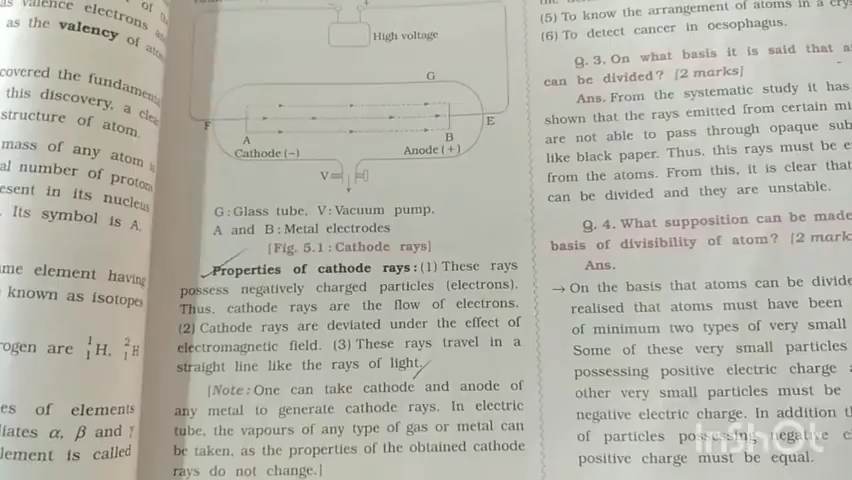 as valence electrons
as the valency of
covered the
this discovery, a
structure of atom.
mass of any atom
number of
in its nucleus
Its symbol is A.
element having
known as isotopes
are ¹₁H. ²₁H
of elements
α, β and
is called
+
High voltage
G
F
E
A
B
Cathode (−)
Anode (+)
V
G : Glass tube, V : Vacuum pump,
A and B : Metal electrodes
[Fig. 5.1 : Cathode rays]
Properties of cathode rays : (1) These rays
possess negatively charged particles (electrons).
Thus, cathode rays are the flow of electrons.
(2) Cathode rays are deviated under the effect of
electromagnetic field. (3) These rays travel in a
straight line like the rays of light.
[Note : One can take cathode and anode of
any metal to generate cathode rays. In electric
tube, the vapours of any type of gas or metal can
be taken, as the properties of the obtained cathode
rays do not change.]
(5) To know the arrangement of atoms in a
(6) To detect cancer in oesophagus.
Q. 3. On what basis it is said that
can be divided? [2 marks]
Ans. From the systematic study it has
shown that the rays emitted from certain
are not able to pass through opaque
like black paper. Thus, this rays must be
from the atoms. From this, it is clear that
can be divided and they are unstable.
Q. 4. What supposition can be made
basis of divisibility of atom? [2
Ans.
→ On the basis that atoms can be
realised that atoms must have been
of minimum two types of very small
Some of these very small particles
possessing positive electric charge
other very small particles must be
negative electric charge. In addition
of particles possessing negative
positive charge must be equal.
InShOt